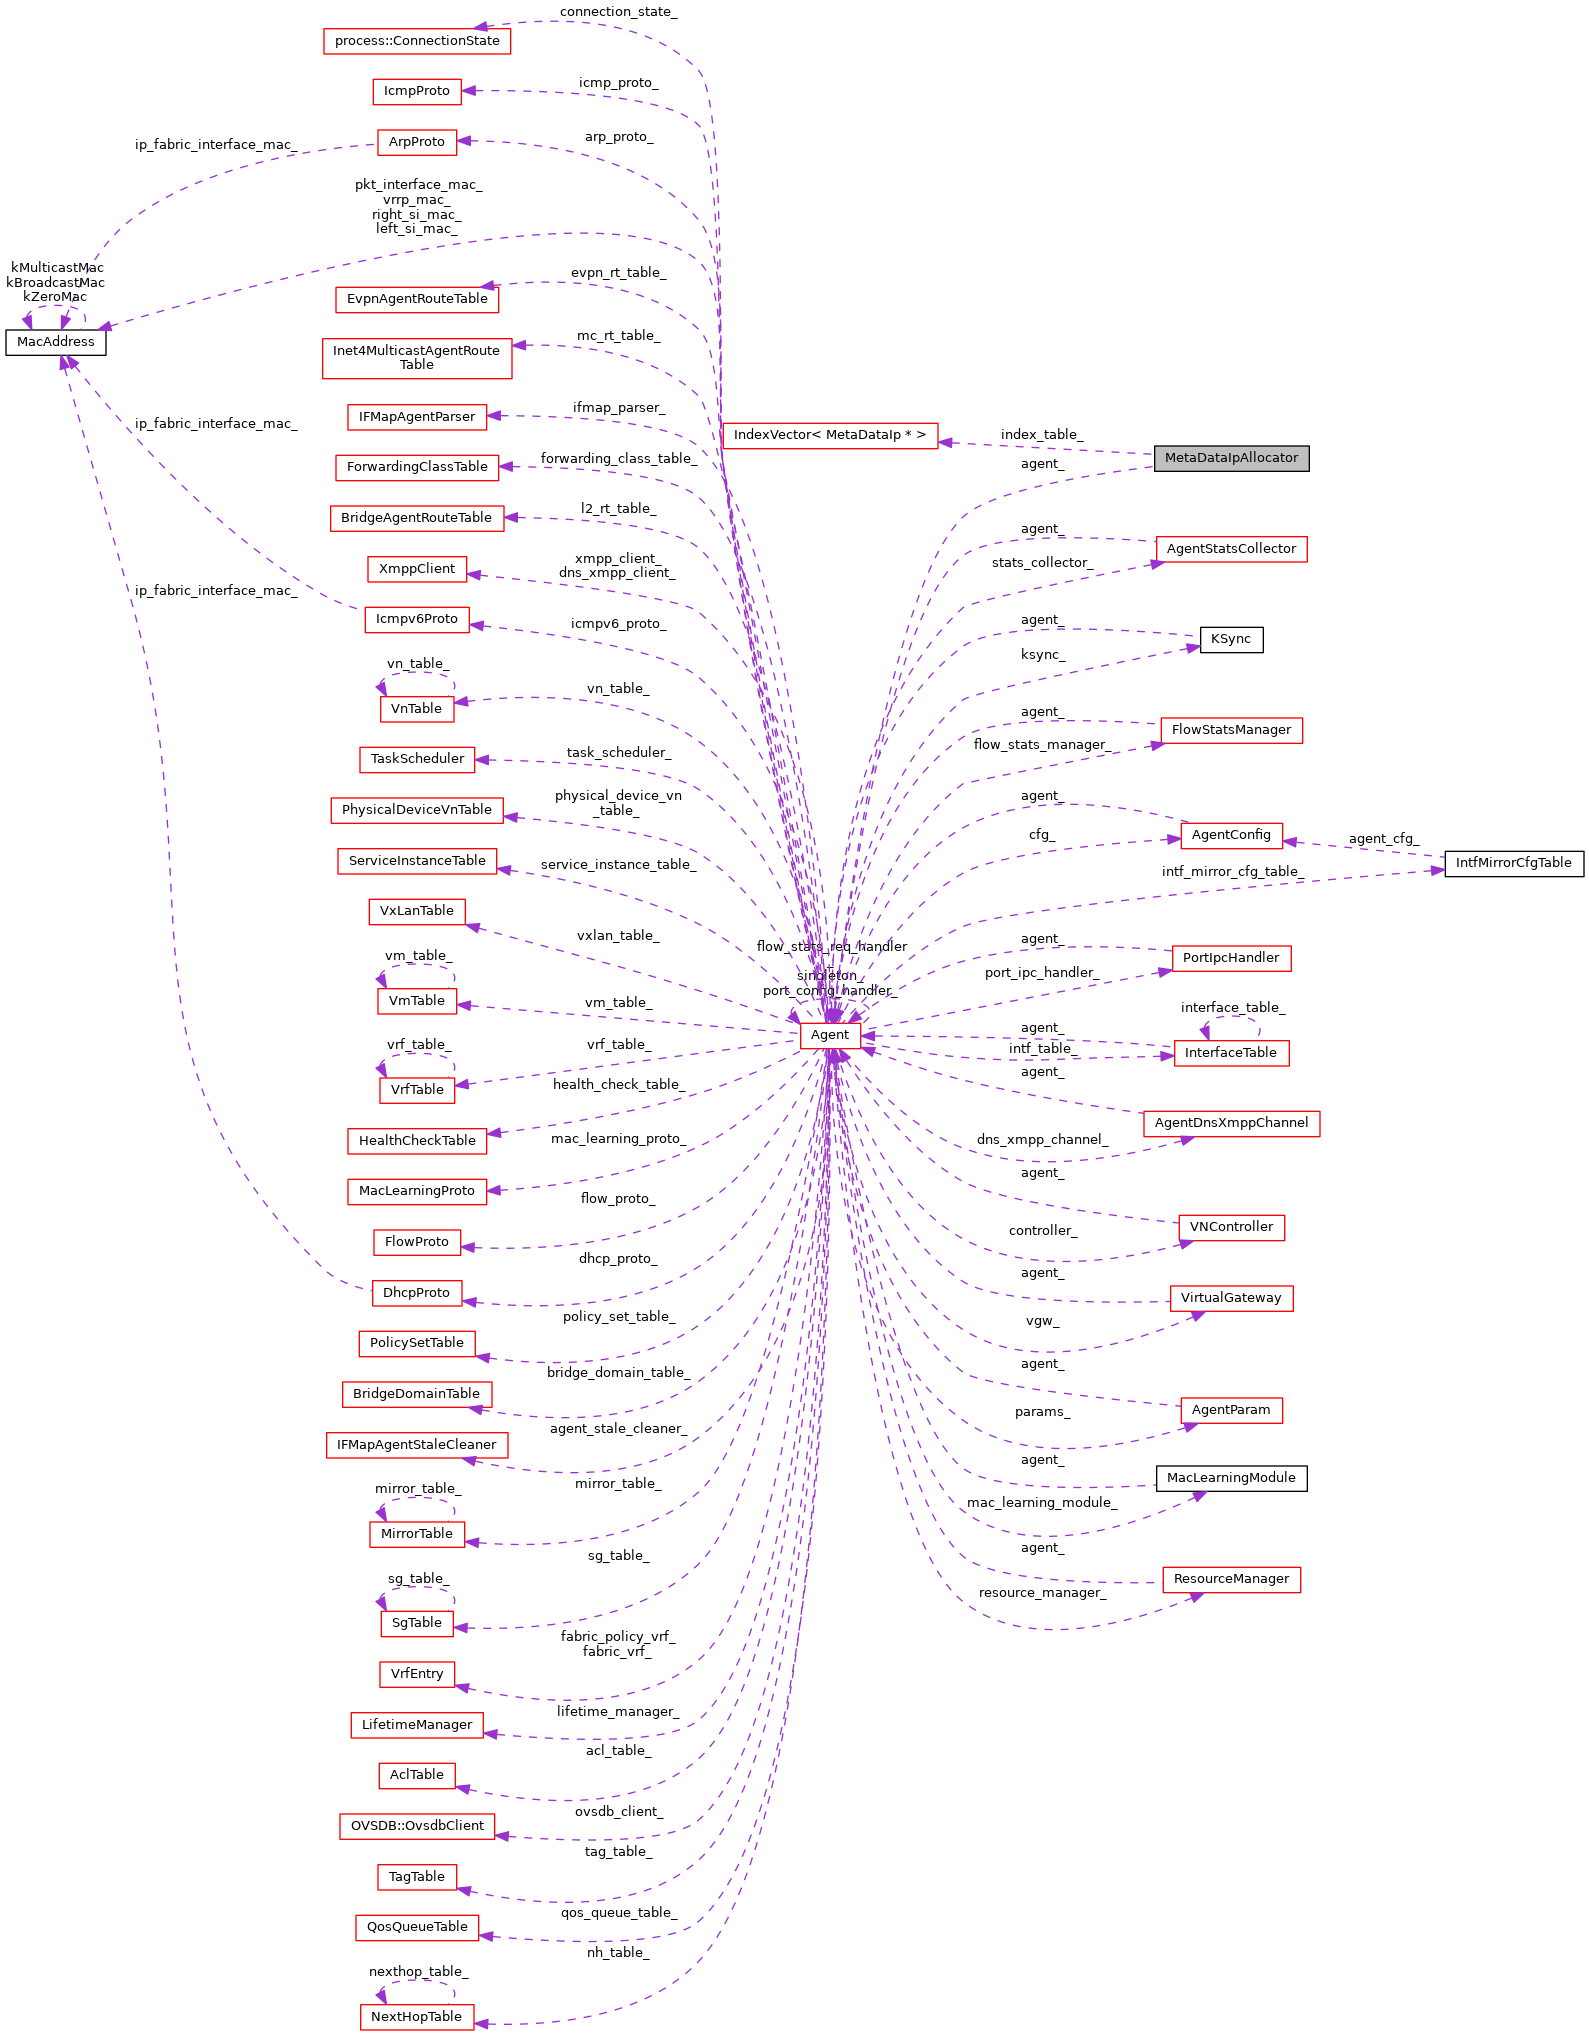 connection_state_
process::ConnectionState
icmp_proto_
IcmpProto
arp_proto_
ArpProto
ip_fabric_interface_mac_
pkt_interface_mac_
vrrp_mac_
right_si_mac_
left_si_mac_
kMulticastMac
kBroadcastMac
kZeroMac
MacAddress
evpn_rt_table_
EvpnAgentRouteTable
mc_rt_table_
Inet4MulticastAgentRoute
Table
ifmap_parser_
IFMapAgentParser
ip_fabric_interface_mac_
IndexVector< MetaDataIp * >
index_table_
MetaDataIpAllocator
agent_
forwarding_class_table_
ForwardingClassTable
l2_rt_table_
BridgeAgentRouteTable
agent_
AgentStatsCollector
stats_collector_
xmpp_client_
dns_xmpp_client_
XmppClient
ip_fabric_interface_mac_
icmpv6_proto_
Icmpv6Proto
agent_
KSync
ksync_
vn_table_
vn_table_
VnTable
agent_
FlowStatsManager
flow_stats_manager_
task_scheduler_
TaskScheduler
physical_device_vn
_table_
PhysicalDeviceVnTable
agent_
cfg_
AgentConfig
agent_cfg_
IntfMirrorCfgTable
intf_mirror_cfg_table_
service_instance_table_
ServiceInstanceTable
VxLanTable
vxlan_table_
flow_stats_req_handler
_
singleton_
port_config_handler_
Agent
agent_
PortIpcHandler
port_ipc_handler_
vm_table_
vm_table_
VmTable
interface_table_
agent_
intf_table_
InterfaceTable
agent_
vrf_table_
vrf_table_
VrfTable
health_check_table_
HealthCheckTable
AgentDnsXmppChannel
dns_xmpp_channel_
mac_learning_proto_
MacLearningProto
agent_
VNController
controller_
flow_proto_
FlowProto
dhcp_proto_
DhcpProto
agent_
VirtualGateway
vgw_
policy_set_table_
PolicySetTable
bridge_domain_table_
BridgeDomainTable
agent_
AgentParam
params_
agent_stale_cleaner_
IFMapAgentStaleCleaner
agent_
MacLearningModule
mac_learning_module_
mirror_table_
mirror_table_
MirrorTable
agent_
ResourceManager
resource_manager_
sg_table_
sg_table_
SgTable
fabric_policy_vrf_
fabric_vrf_
VrfEntry
lifetime_manager_
LifetimeManager
acl_table_
AclTable
ovsdb_client_
OVSDB::OvsdbClient
tag_table_
TagTable
qos_queue_table_
QosQueueTable
nh_table_
nexthop_table_
NextHopTable